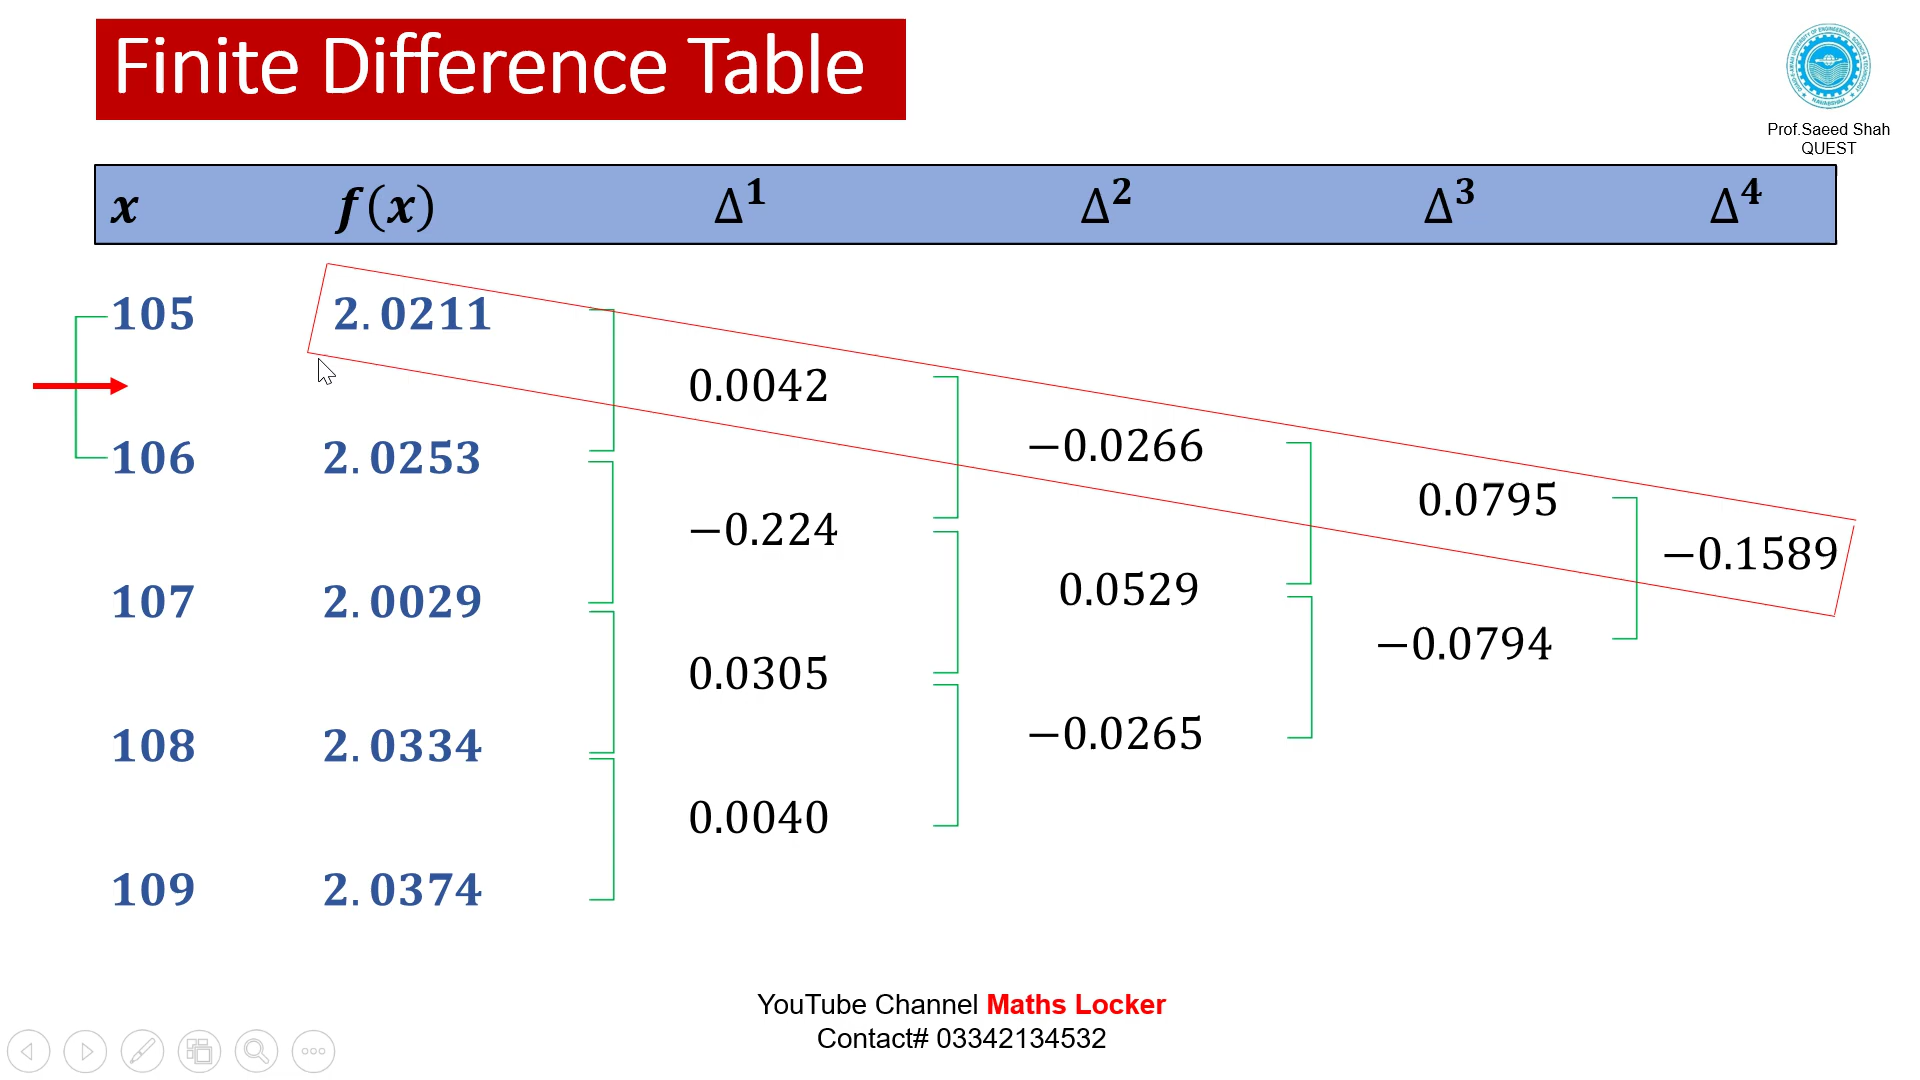 Finite Difference Table
Prof.Saeed Shah
QUEST
x f(x) Δ¹ Δ² Δ³ Δ⁴
105 2.0211
0.0042
−0.0266
106 2.0253
0.0795
−0.224
−0.1589
0.0529
107 2.0029
−0.0794
0.0305
−0.0265
108 2.0334
0.0040
109 2.0374
YouTube Channel Maths Locker
Contact# 03342134532